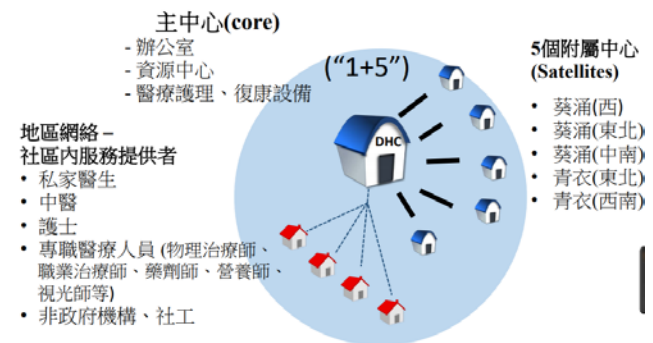 主中心(core)
- 辦公室
- 資源中心
- 醫療護理、復康設備
(“1+5”)
DHC
5個附屬中心
(Satellites)
• 葵涌(西)
• 葵涌(東北)
• 葵涌(中南)
• 青衣(東北)
• 青衣(西南)
地區網絡 –
社區內服務提供者
• 私家醫生
• 中醫
• 護士
• 專職醫療人員 (物理治療師、
職業治療師、藥劑師、營養師、
視光師等)
• 非政府機構、社工